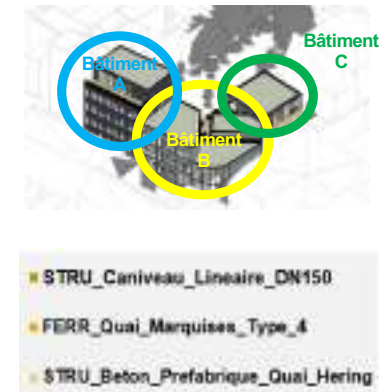 Bâtiment
C
Bâtiment
A
Bâtiment
B
STRU_Caniveau_Lineaire_DN150
FERR_Quai_Marquises_Type_4
STRU_Beton_Prefabrique_Quai_Hering